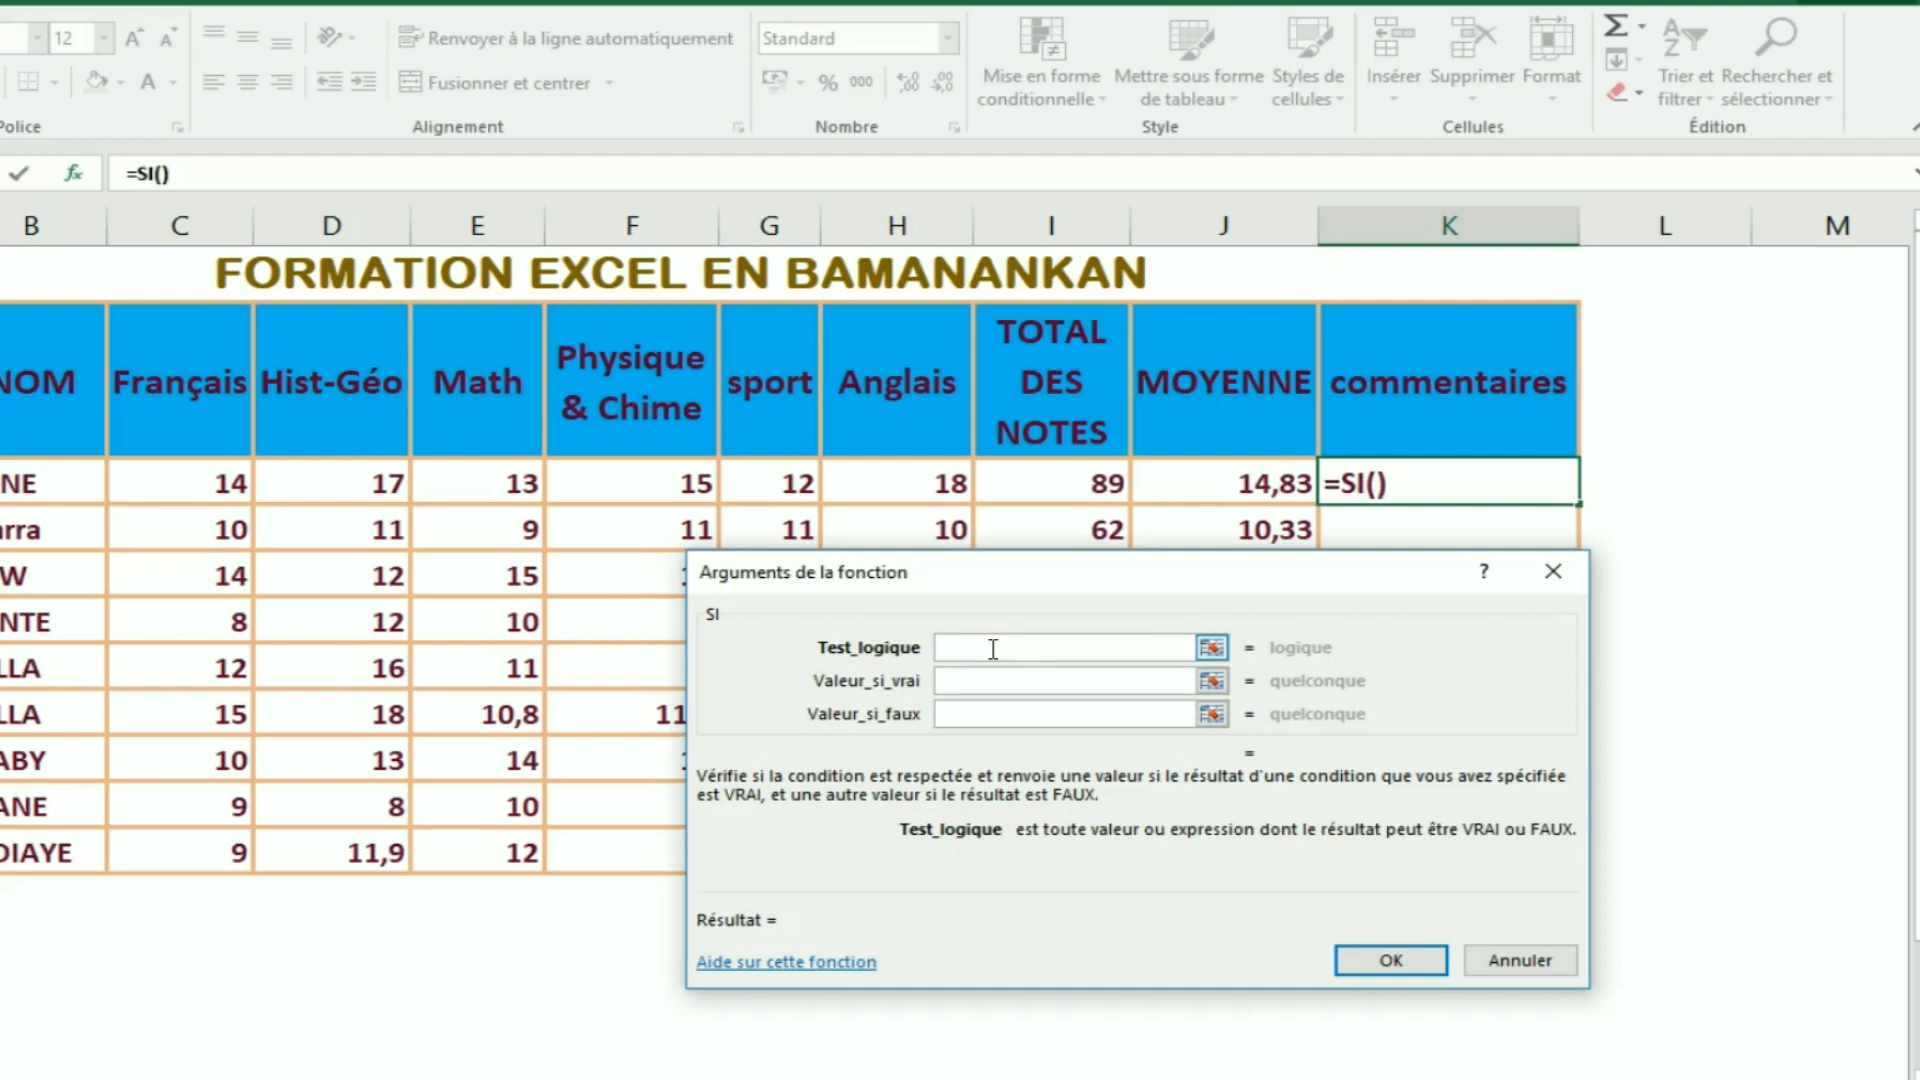 12 A A Renvoyer à la ligne automatiquement Standard
Mise en forme conditionnelle
Mettre sous forme de tableau
Styles de cellules
Insérer Supprimer Format
Trier et filtrer
Rechercher et sélectionner
A Fusionner et centrer % 000
Police Alignement Nombre Style Cellules Édition
fx =SI()
B C D E F G H I J K L M
FORMATION EXCEL EN BAMANANKAN
NOM Français Hist-Géo Math Physique & Chime sport Anglais TOTAL DES NOTES MOYENNE commentaires
NE 14 17 13 15 12 18 89 14,83 =SI()
rra 10 11 9 11 11 10 62 10,33
W 14 12 15
NTE 8 12 10
LLA 12 16 11
LLA 15 18 10,8 11
ABY 10 13 14
ANE 9 8 10
DIAYE 9 11,9 12
Arguments de la fonction ?
SI
Test_logique = logique
Valeur_si_vrai = quelconque
Valeur_si_faux = quelconque
=
Vérifie si la condition est respectée et renvoie une valeur si le résultat d'une condition que vous avez spécifiée
est VRAI, et une autre valeur si le résultat est FAUX.
Test_logique est toute valeur ou expression dont le résultat peut être VRAI ou FAUX.
Résultat =
Aide sur cette fonction OK Annuler